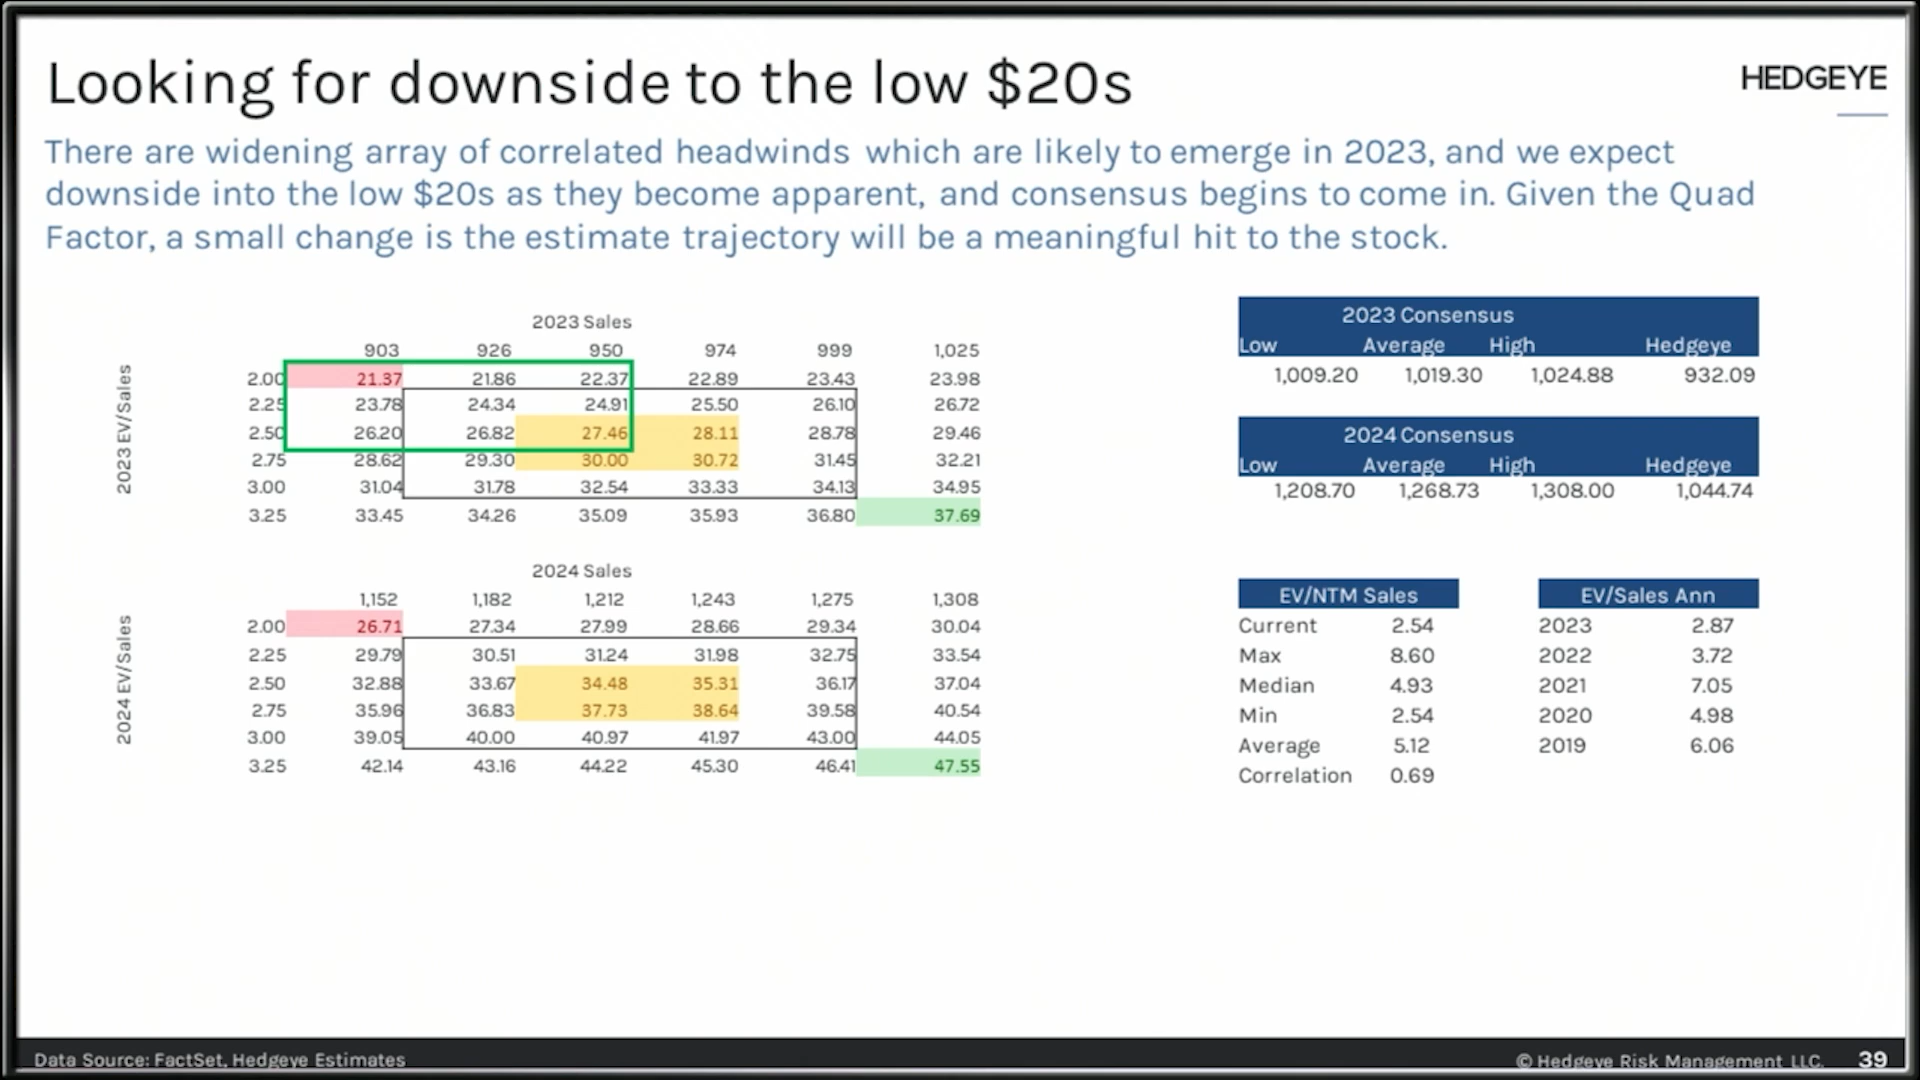 Looking for downside to the low $20s
HEDGEYE
There are widening array of correlated headwinds which are likely to emerge in 2023, and we expect
downside into the low $20s as they become apparent, and consensus begins to come in. Given the Quad
Factor, a small change is the estimate trajectory will be a meaningful hit to the stock.
2023 Sales
903 926 950 974 999 1,025
2023 EV/Sales
2.00 21.37 21.86 22.37 22.89 23.43 23.98
2.25 23.78 24.34 24.91 25.50 26.10 26.72
2.50 26.20 26.82 27.46 28.11 28.78 29.46
2.75 28.62 29.30 30.00 30.72 31.45 32.21
3.00 31.04 31.78 32.54 33.33 34.13 34.95
3.25 33.45 34.26 35.09 35.93 36.80 37.69
2024 Sales
1,152 1,182 1,212 1,243 1,275 1,308
2024 EV/Sales
2.00 26.71 27.34 27.99 28.66 29.34 30.04
2.25 29.79 30.51 31.24 31.98 32.75 33.54
2.50 32.88 33.67 34.48 35.31 36.17 37.04
2.75 35.96 36.83 37.73 38.64 39.58 40.54
3.00 39.05 40.00 40.97 41.97 43.00 44.05
3.25 42.14 43.16 44.22 45.30 46.41 47.55
2023 Consensus
Low Average High Hedgeye
1,009.20 1,019.30 1,024.88 932.09
2024 Consensus
Low Average High Hedgeye
1,208.70 1,268.73 1,308.00 1,044.74
EV/NTM Sales
Current 2.54
Max 8.60
Median 4.93
Min 2.54
Average 5.12
Correlation 0.69
EV/Sales Ann
2023 2.87
2022 3.72
2021 7.05
2020 4.98
2019 6.06
Data Source: FactSet, Hedgeye Estimates
© Hedgeye Risk Management LLC. 39